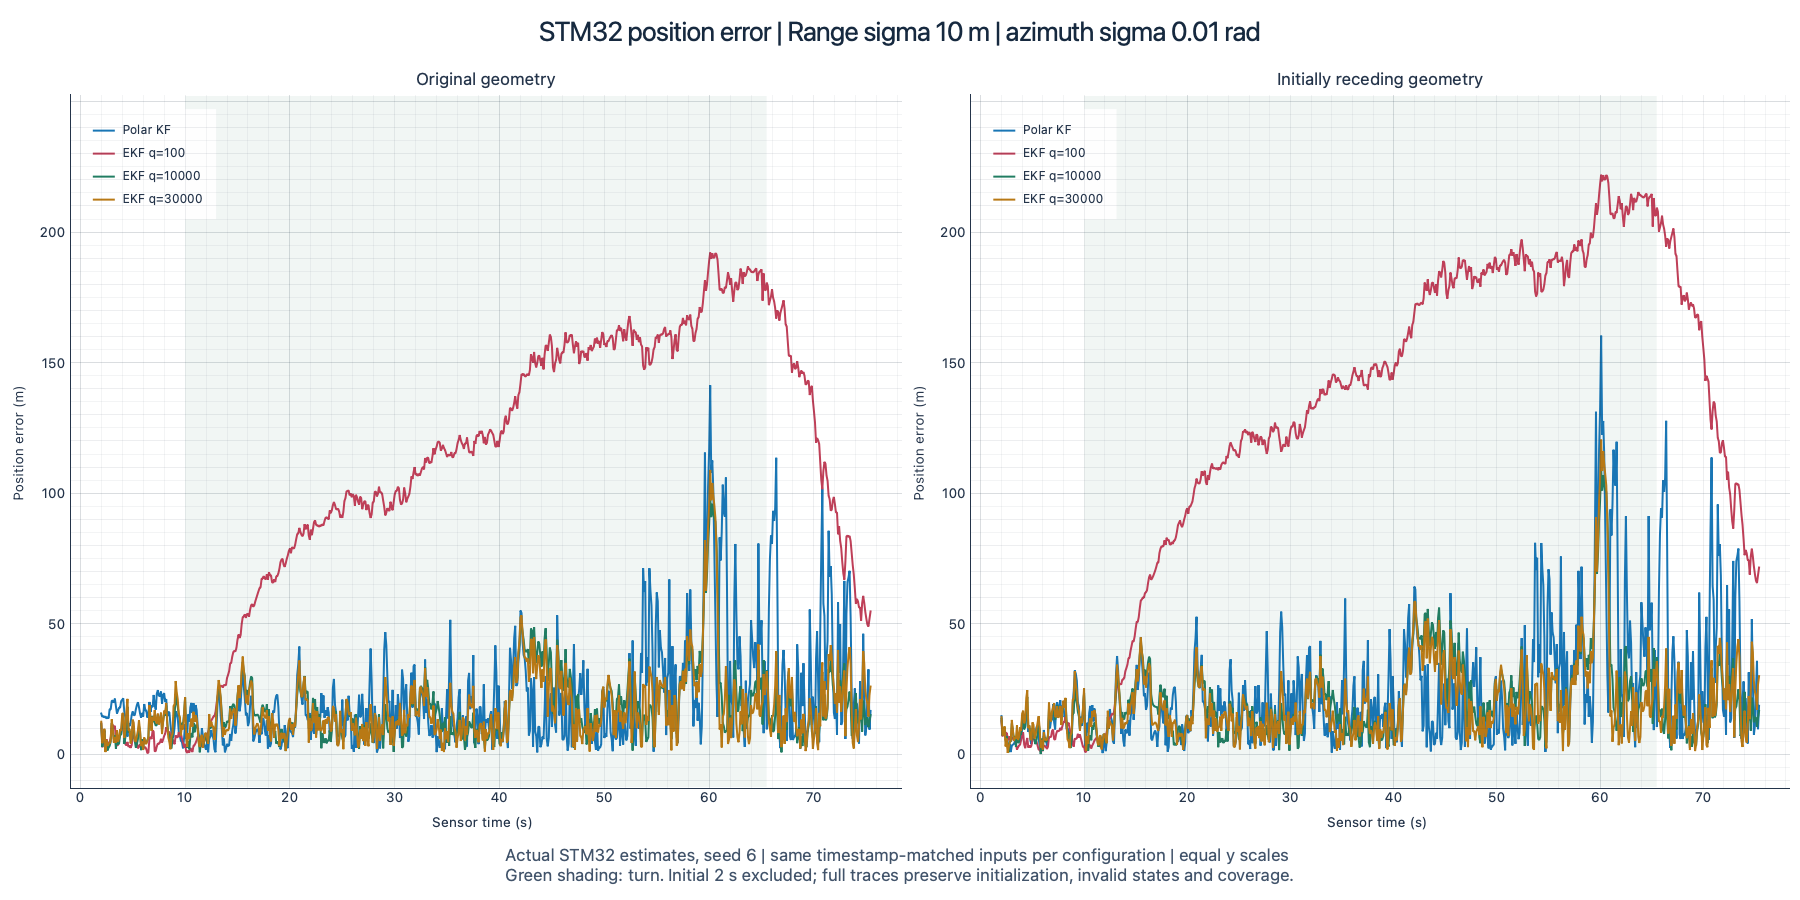 STM32 position error | Range sigma 10 m | azimuth sigma 0.01 rad
Original geometry
Polar KF
EKF q=100
EKF q=10000
EKF q=30000
200
150
100
50
0
Position error (m)
0 10 20 30 40 50 60 70
Sensor time (s)
Initially receding geometry
Polar KF
EKF q=100
EKF q=10000
EKF q=30000
200
150
100
50
0
Position error (m)
0 10 20 30 40 50 60 70
Sensor time (s)
Actual STM32 estimates, seed 6 | same timestamp-matched inputs per configuration | equal y scales
Green shading: turn. Initial 2 s excluded; full traces preserve initialization, invalid states and coverage.